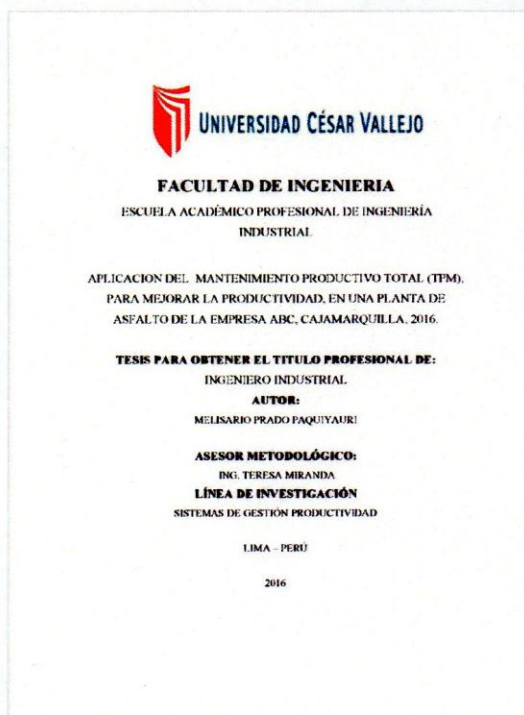 UNIVERSIDAD CÉSAR VALLEJO
FACULTAD DE INGENIERIA
ESCUELA ACADÉMICO PROFESIONAL DE INGENIERÍA
INDUSTRIAL
APLICACION DEL MANTENIMIENTO PRODUCTIVO TOTAL (TPM),
PARA MEJORAR LA PRODUCTIVIDAD, EN UNA PLANTA DE
ASFALTO DE LA EMPRESA ABC, CAJAMARQUILLA, 2016.
TESIS PARA OBTENER EL TITULO PROFESIONAL DE:
INGENIERO INDUSTRIAL
AUTOR:
MELISARIO PRADO PAQUIYAURI
ASESOR METODOLÓGICO:
ING. TERESA MIRANDA
LÍNEA DE INVESTIGACIÓN
SISTEMAS DE GESTIÓN PRODUCTIVIDAD
LIMA – PERÚ
2016